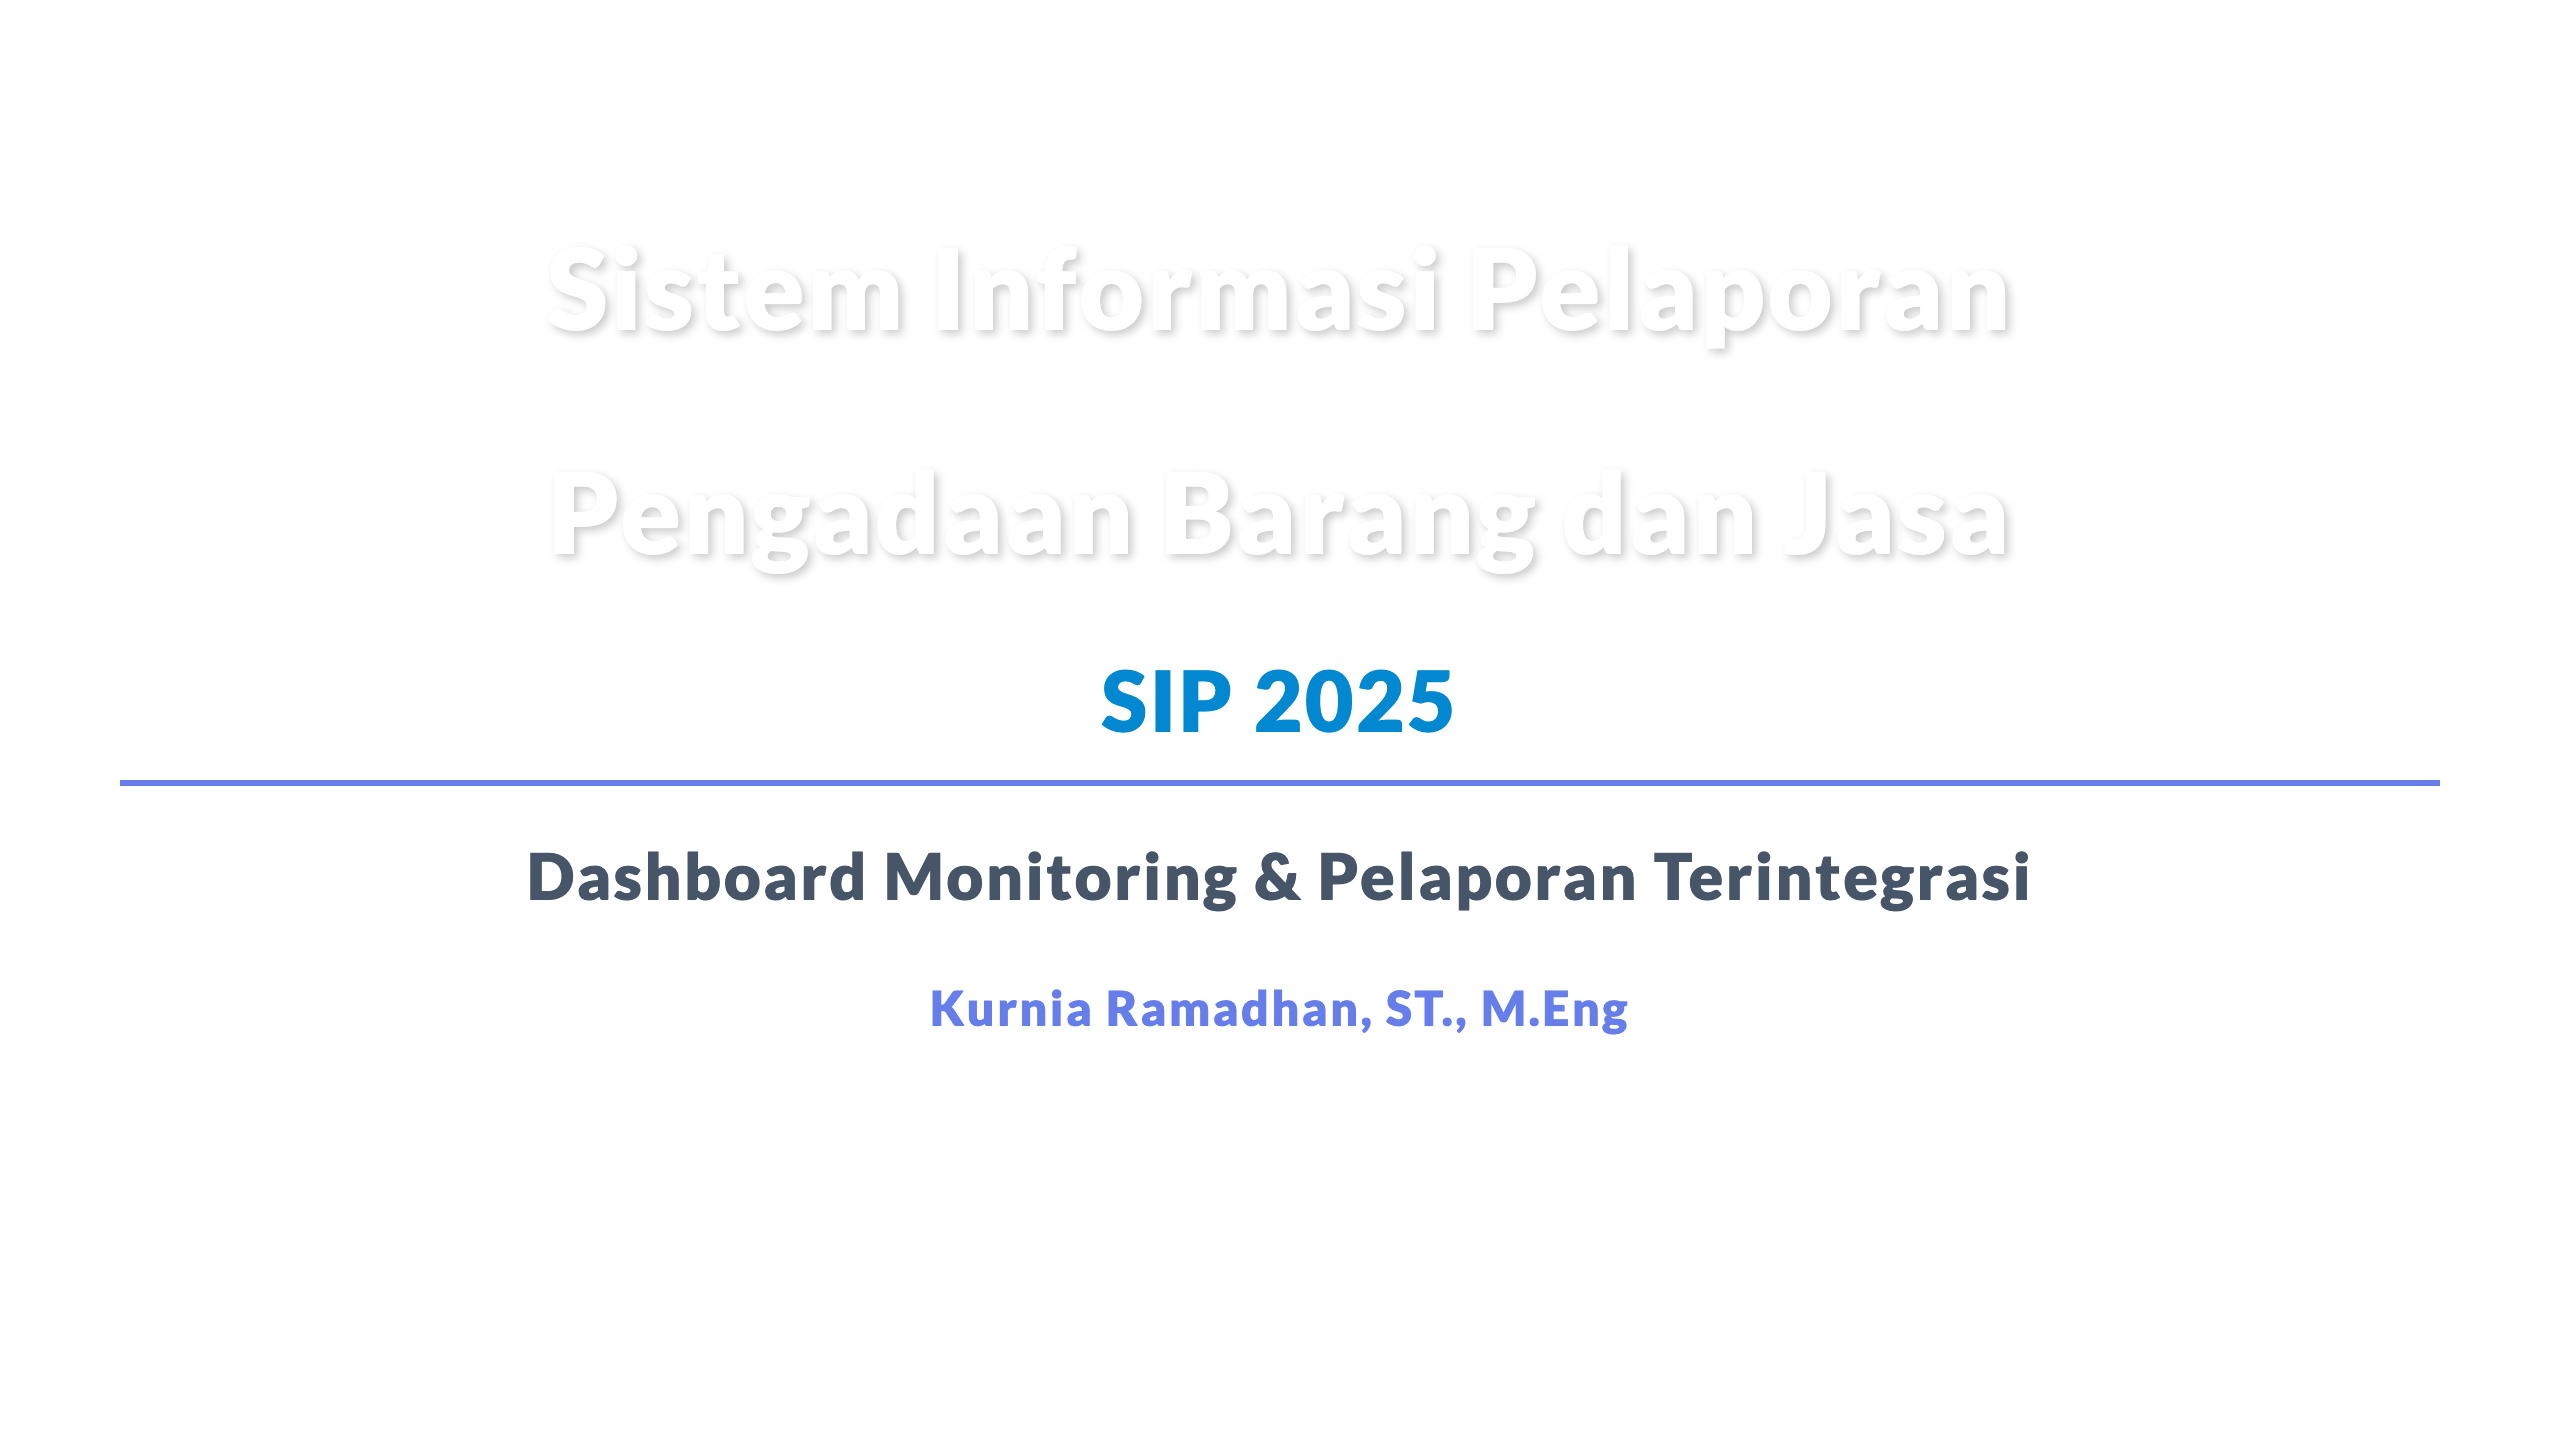 Sistem Informasi Pelaporan
Pengadaan Barang dan Jasa
SIP 2025
Dashboard Monitoring & Pelaporan Terintegrasi
Kurnia Ramadhan, ST., M.Eng